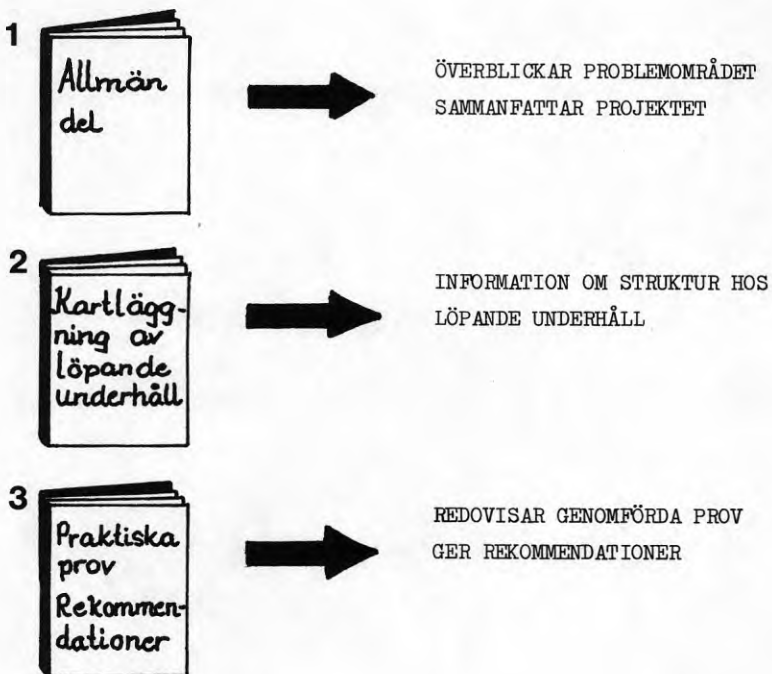 1
Allmän
del
ÖVERBLICKAR PROBLEMOMRÅDET
SAMMANFATTAR PROJEKTET
2
Kartlägg-
ning av
löpande
underhåll
INFORMATION OM STRUKTUR HOS
LÖPANDE UNDERHÅLL
3
Praktiska
prov
Rekommen-
dationer
REDOVISAR GENOMFÖRDA PROV
GER REKOMMENDATIONER